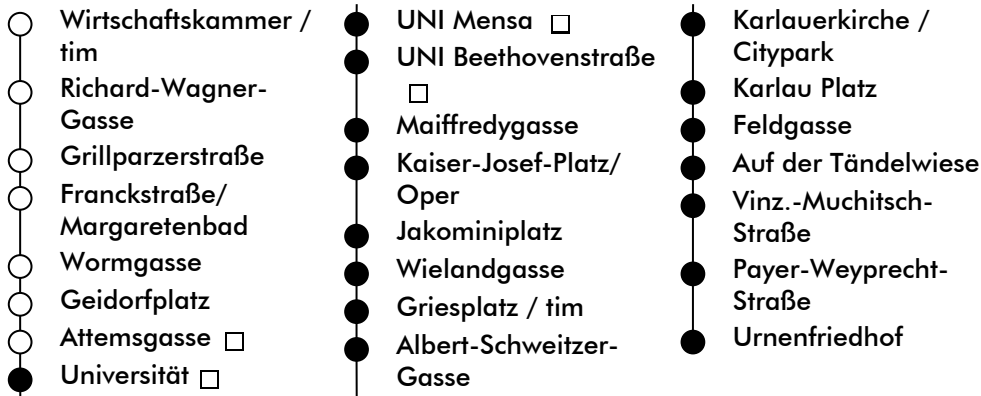 Wirtschaftskammer /
tim
Richard-Wagner-
Gasse
Grillparzerstraße
Franckstraße/
Margaretenbad
Wormgasse
Geidorfplatz
Attemsgasse
Universität
UNI Mensa
UNI Beethovenstraße
Maiffredygasse
Kaiser-Josef-Platz/
Oper
Jakominiplatz
Wielandgasse
Griesplatz / tim
Albert-Schweitzer-
Gasse
Karlauerkirche /
Citypark
Karlau Platz
Feldgasse
Auf der Tändelwiese
Vinz.-Muchitsch-
Straße
Payer-Weyprecht-
Straße
Urnenfriedhof